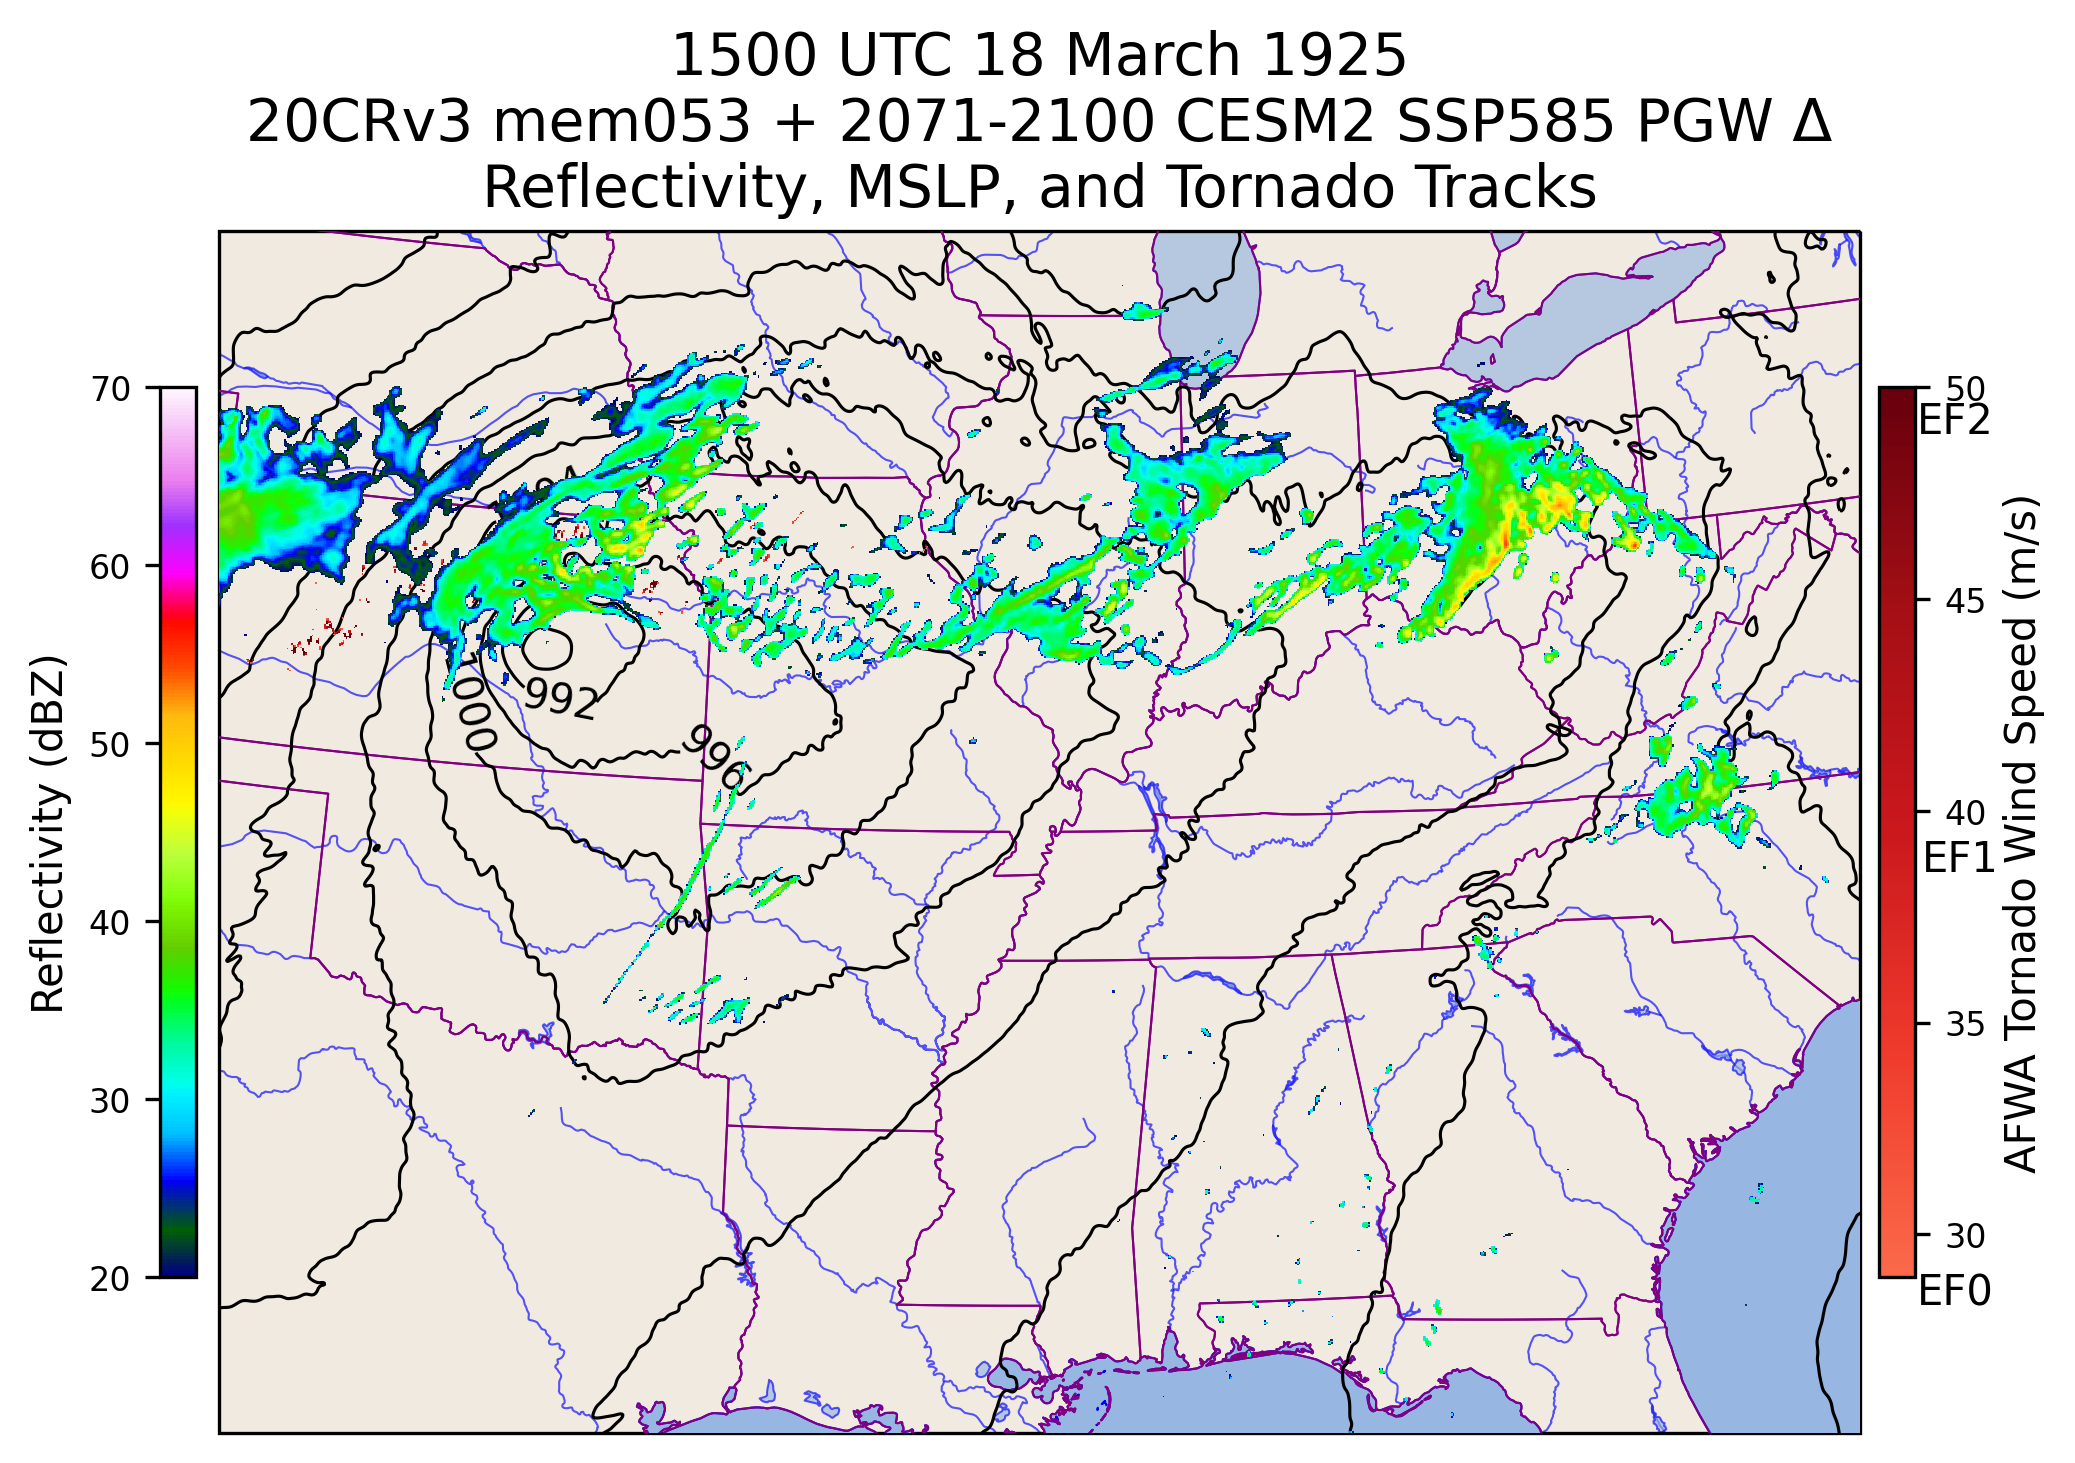 1500 UTC 18 March 1925
20CRv3 mem053 + 2071-2100 CESM2 SSP585 PGW Δ
Reflectivity, MSLP, and Tornado Tracks
70
60
50
40
30
20
Reflectivity (dBZ)
1000
992
996
50
EF2
45
40
EF1
35
30
EF0
AFWA Tornado Wind Speed (m/s)